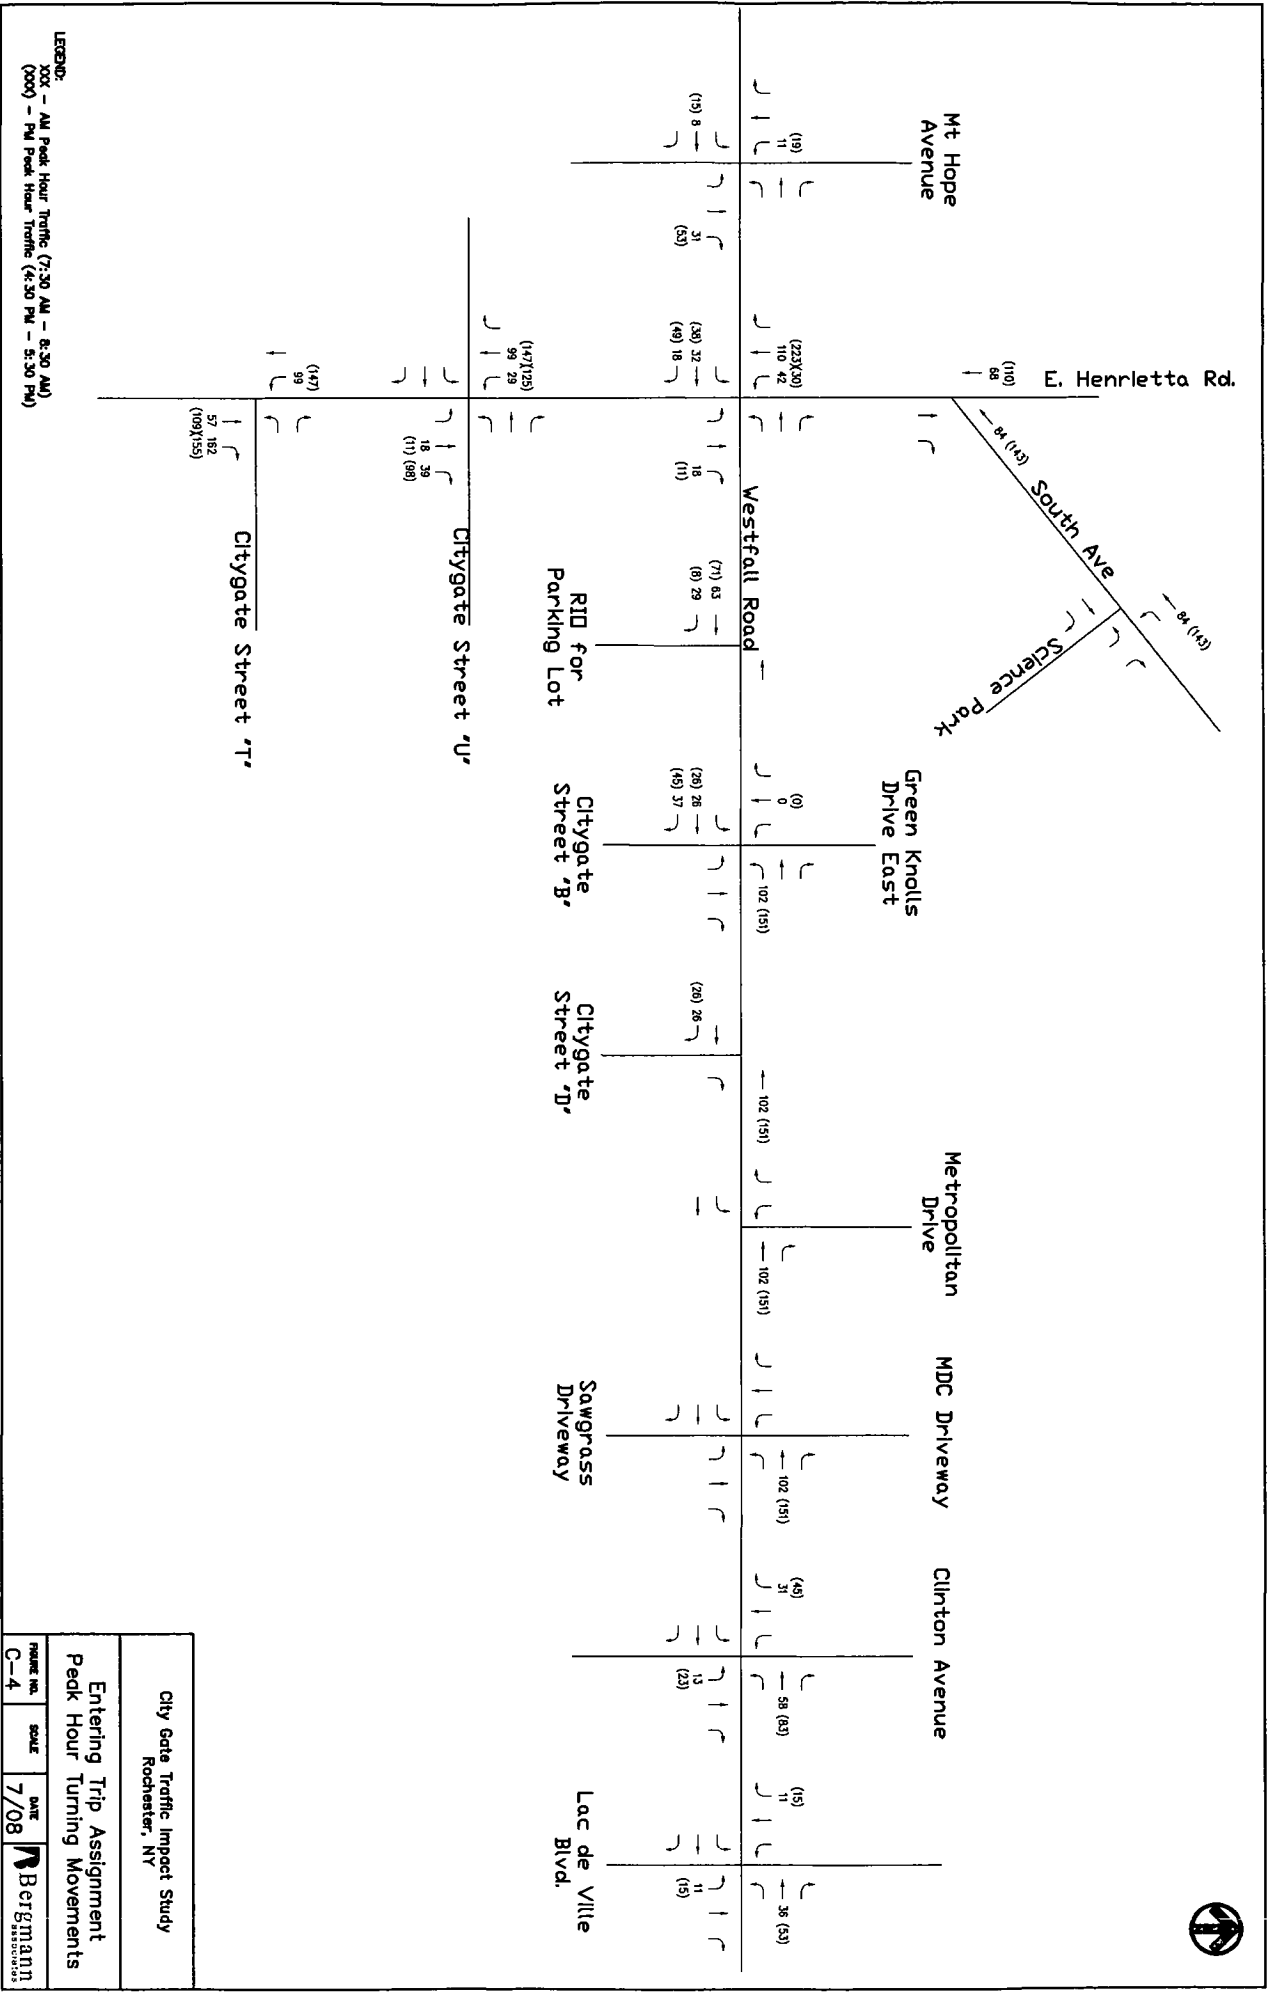 Mt Hope
Avenue
(19)
11
(15) 8
31
(53)
E. Henrietta Rd.
(110)
68
84 (143)
South Ave
84 (143)
Science Park
(223)(30)
110 42
(38) 32
(49) 18
18
(11)
Westfall Road
(71) 63
(8) 29
RIO for
Parking Lot
(147)(125)
99 29
18 39
(11) (98)
Citygate Street "U"
(147)
99
57 162
(109)(155)
Citygate Street "T"
Green Knolls
Drive East
(0)
0
(26) 26
(45) 37
102 (151)
Citygate
Street "B"
(26) 26
102 (151)
Citygate
Street "D"
Metropolitan
Drive
102 (151)
MDC Driveway
102 (151)
Sawgrass
Driveway
Clinton Avenue
(45)
31
58 (83)
13
(23)
(15)
11
36 (53)
11
(15)
Lac de Ville
Blvd.
LEGEND:
XXX - AM Peak Hour Traffic (7:30 AM - 8:30 AM)
(XXX) - PM Peak Hour Traffic (4:30 PM - 5:30 PM)
City Gate Traffic Impact Study
Rochester, NY
Entering Trip Assignment
Peak Hour Turning Movements
FIGURE NO.
C-4
SCALE
DATE
7/08
Bergmann
associates